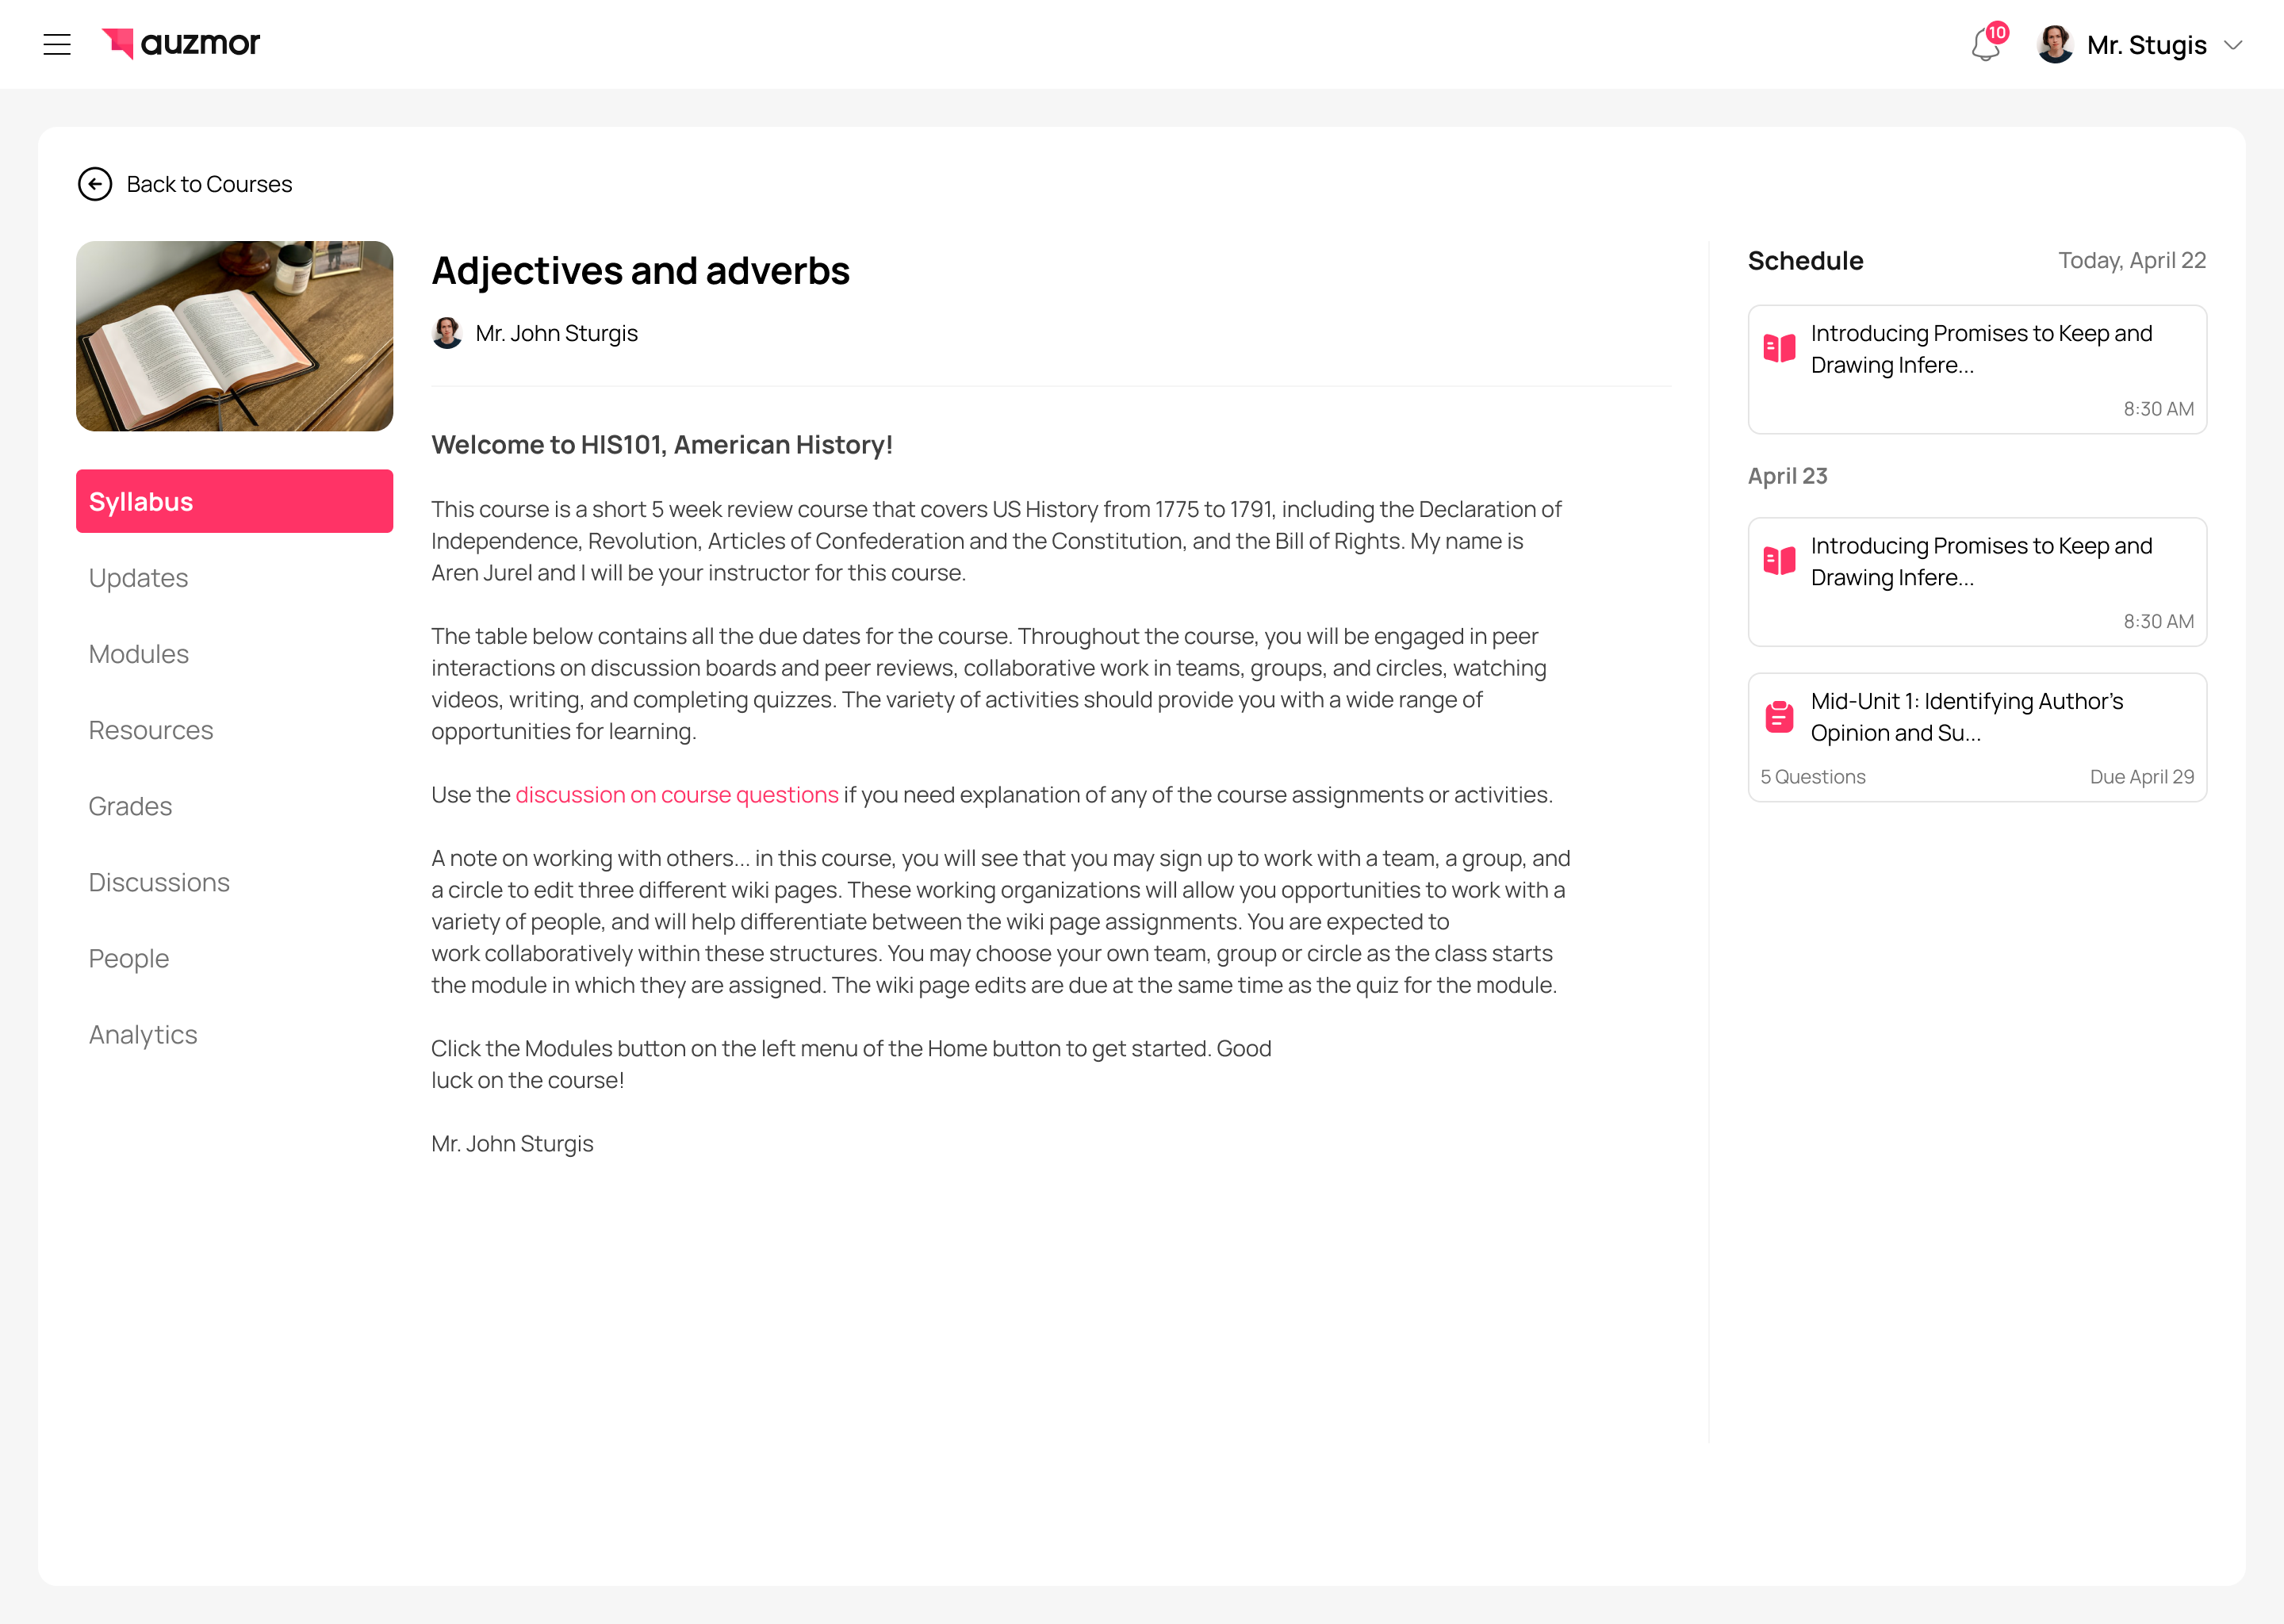 auzmor
10
Mr. Stugis
Back to Courses
Syllabus
Updates
Modules
Resources
Grades
Discussions
People
Analytics
Adjectives and adverbs
Mr. John Sturgis
Welcome to HIS101, American History!
This course is a short 5 week review course that covers US History from 1775 to 1791, including the Declaration of
Independence, Revolution, Articles of Confederation and the Constitution, and the Bill of Rights. My name is
Aren Jurel and I will be your instructor for this course.
The table below contains all the due dates for the course. Throughout the course, you will be engaged in peer
interactions on discussion boards and peer reviews, collaborative work in teams, groups, and circles, watching
videos, writing, and completing quizzes. The variety of activities should provide you with a wide range of
opportunities for learning.
Use the discussion on course questions if you need explanation of any of the course assignments or activities.
A note on working with others... in this course, you will see that you may sign up to work with a team, a group, and
a circle to edit three different wiki pages. These working organizations will allow you opportunities to work with a
variety of people, and will help differentiate between the wiki page assignments. You are expected to
work collaboratively within these structures. You may choose your own team, group or circle as the class starts
the module in which they are assigned. The wiki page edits are due at the same time as the quiz for the module.
Click the Modules button on the left menu of the Home button to get started. Good
luck on the course!
Mr. John Sturgis
Schedule
Today, April 22
Introducing Promises to Keep and
Drawing Infere...
8:30 AM
April 23
Introducing Promises to Keep and
Drawing Infere...
8:30 AM
Mid-Unit 1: Identifying Author's
Opinion and Su...
5 Questions
Due April 29